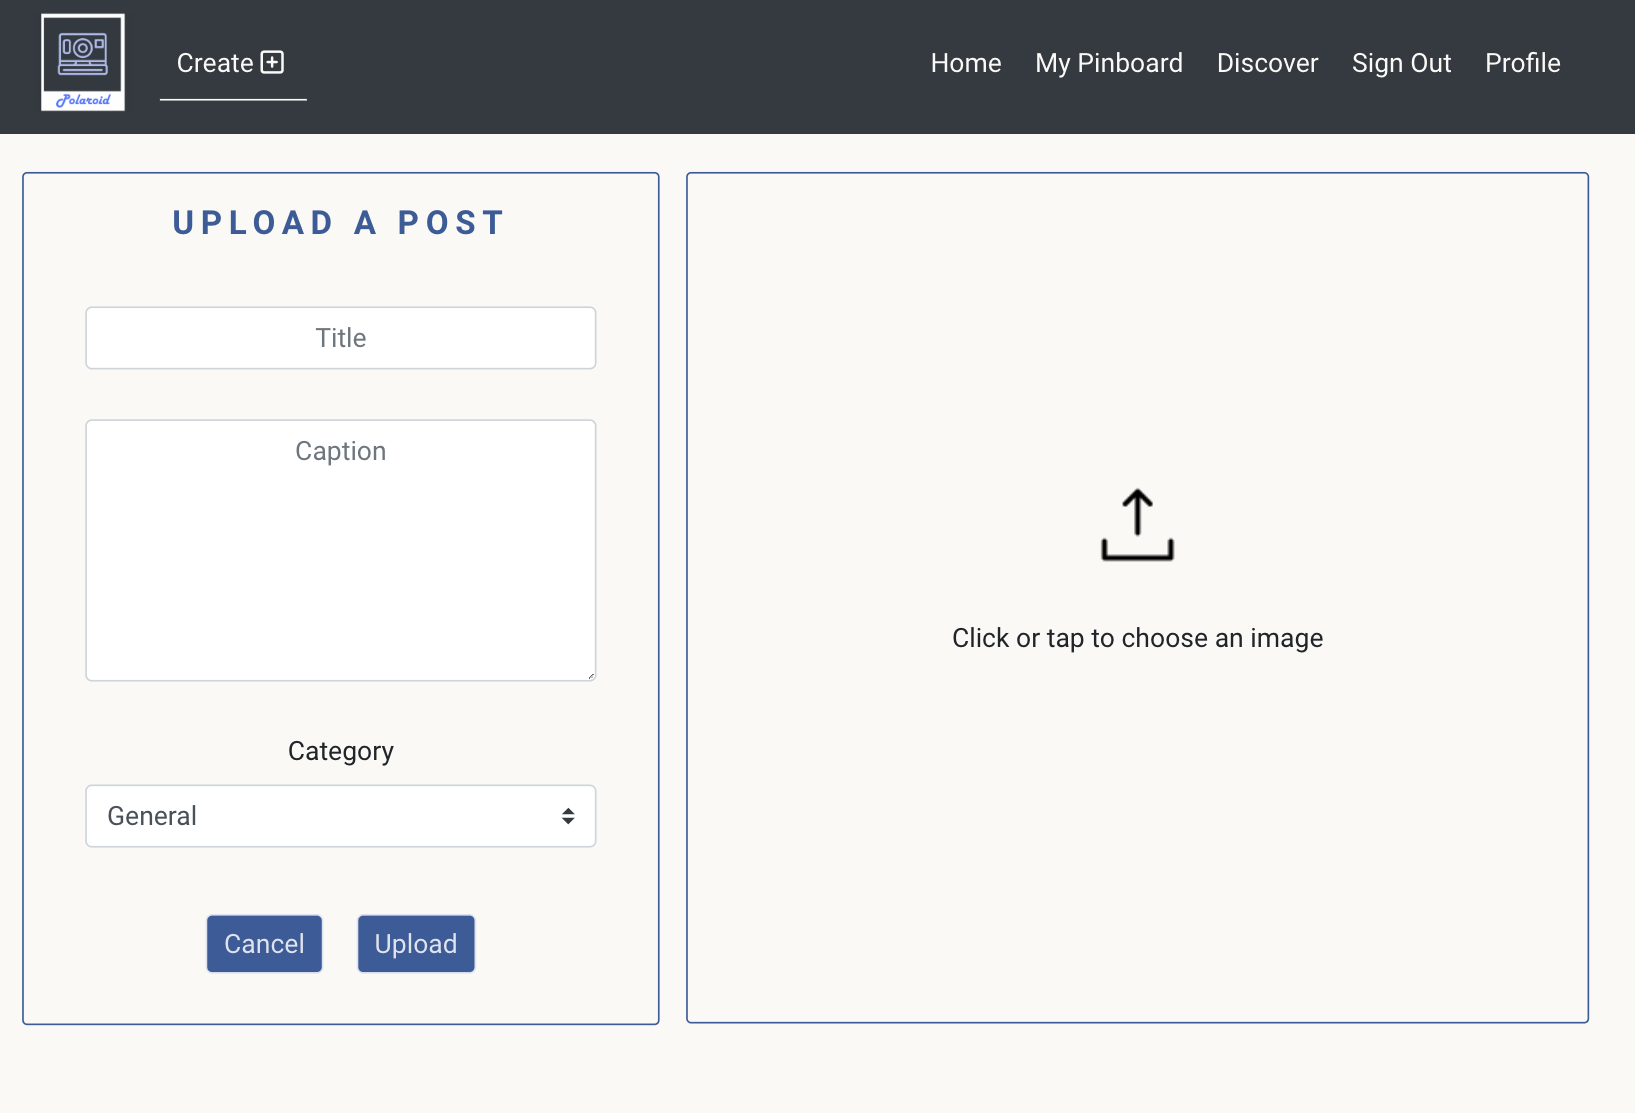 Polaroid
Create
Home My Pinboard Discover Sign Out Profile
UPLOAD A POST
Title
Caption
Category
General
Cancel Upload
Click or tap to choose an image